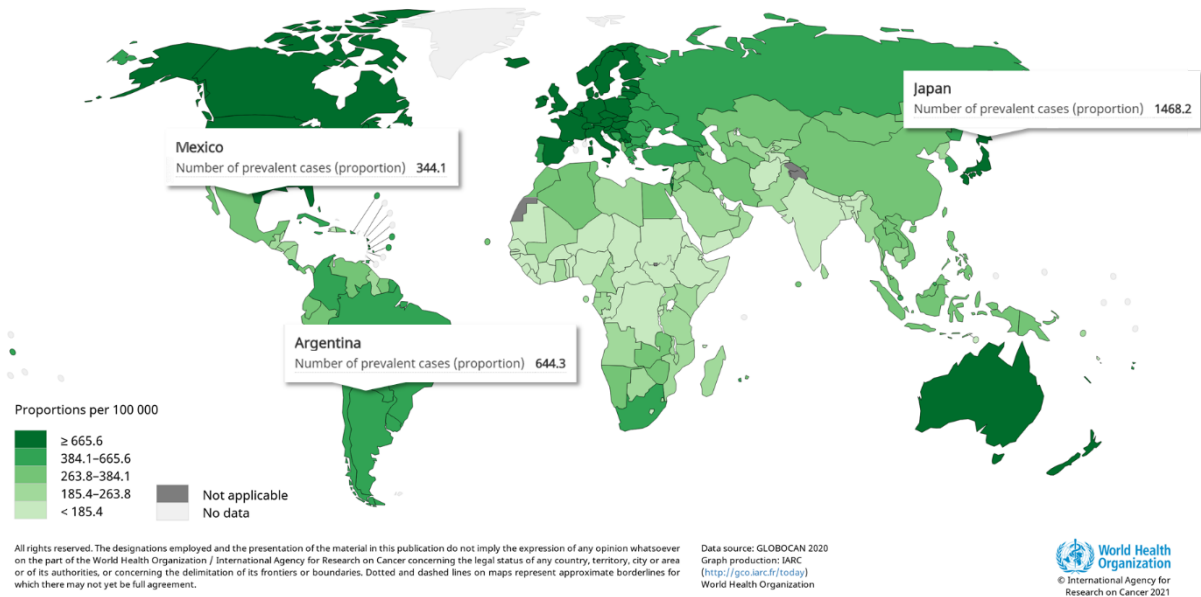 Japan
Number of prevalent cases (proportion) 1468.2
Mexico
Number of prevalent cases (proportion) 344.1
Argentina
Number of prevalent cases (proportion) 644.3
Proportions per 100 000
≥ 665.6
384.1–665.6
263.8–384.1
185.4–263.8
< 185.4
Not applicable
No data
All rights reserved. The designations employed and the presentation of the material in this publication do not imply the expression of any opinion whatsoever
on the part of the World Health Organization / International Agency for Research on Cancer concerning the legal status of any country, territory, city or area
or of its authorities, or concerning the delimitation of its frontiers or boundaries. Dotted and dashed lines on maps represent approximate borderlines for
which there may not yet be full agreement.
Data source: GLOBOCAN 2020
Graph production: IARC
(http://gco.iarc.fr/today)
World Health Organization
World Health
Organization
© International Agency for
Research on Cancer 2021